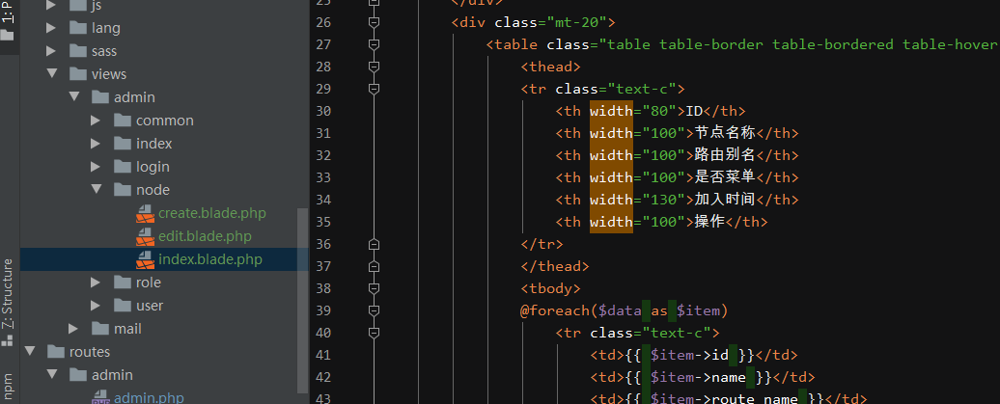 1: P
js
lang
sass
views
admin
common
index
login
node
create.blade.php
edit.blade.php
index.blade.php
role
user
mail
routes
admin
admin.php
Z: Structure
npm
25 </div>
26 <div class="mt-20">
27 <table class="table table-border table-bordered table-hover
28 <thead>
29 <tr class="text-c">
30 <th width="80">ID</th>
31 <th width="100">节点名称</th>
32 <th width="100">路由别名</th>
33 <th width="100">是否菜单</th>
34 <th width="130">加入时间</th>
35 <th width="100">操作</th>
36 </tr>
37 </thead>
38 <tbody>
39 @foreach($data as $item)
40 <tr class="text-c">
41 <td>{{ $item->id }}</td>
42 <td>{{ $item->name }}</td>
43 <td>{{ $item->route_name }}</td>